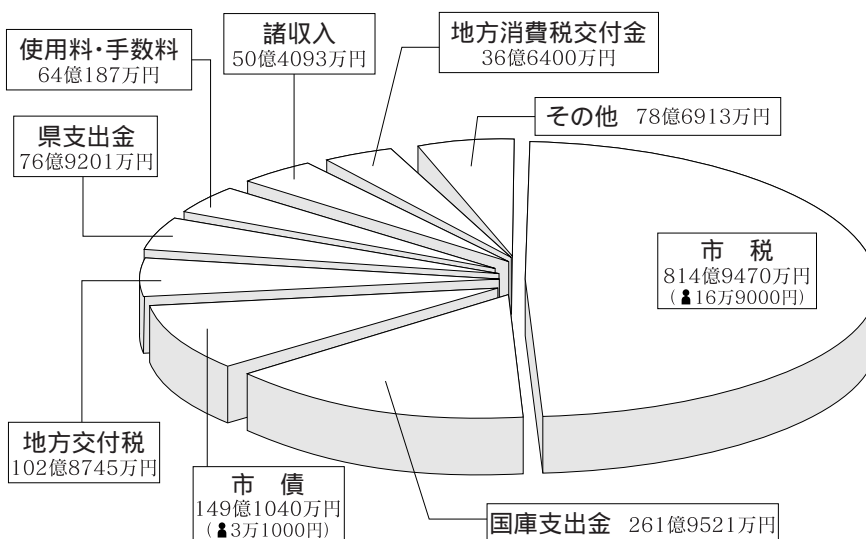 諸収入
50億4093万円
地方消費税交付金
36億6400万円
使用料・手数料
64億187万円
その他 78億6913万円
県支出金
76億9201万円
市 税
814億9470万円
(16万9000円)
地方交付税
102億8745万円
市 債
149億1040万円
(3万1000円)
国庫支出金 261億9521万円